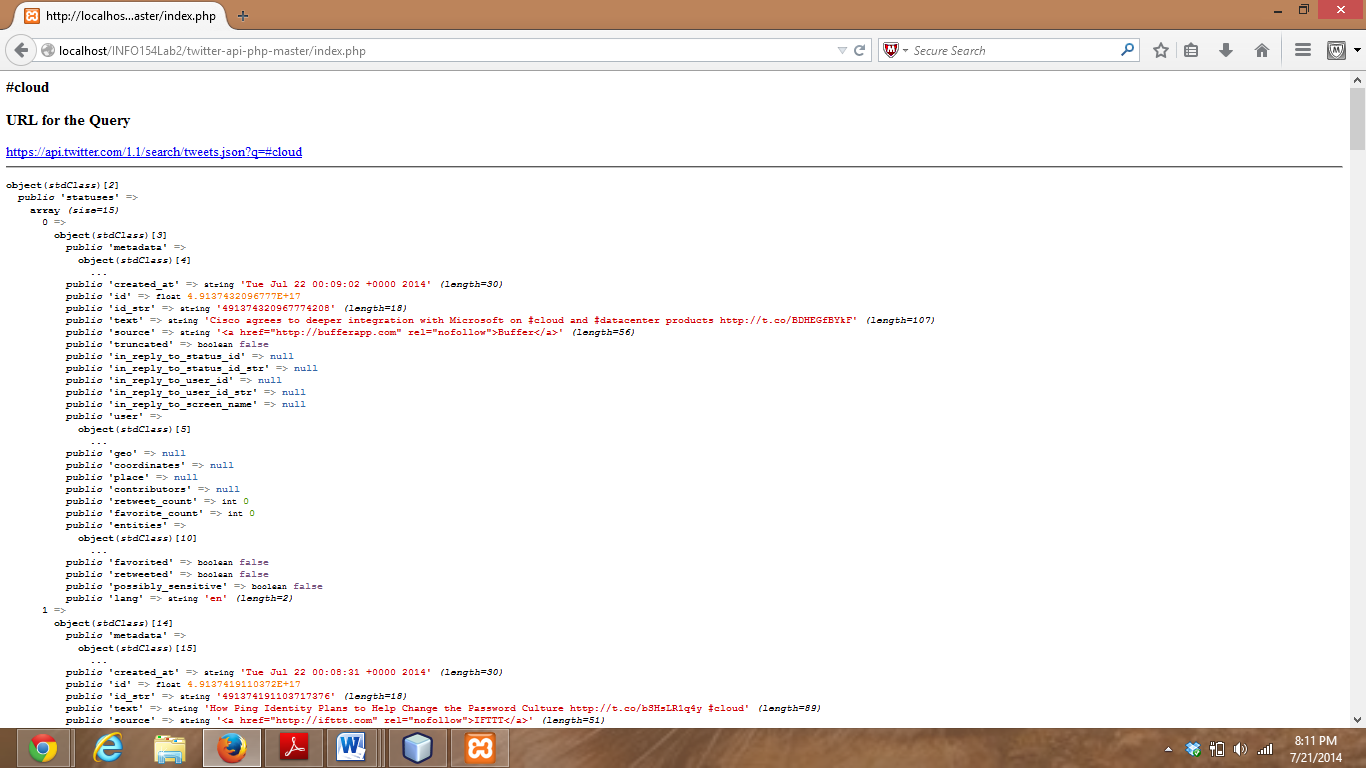 http://localhos...aster/index.php
localhost/INFO154Lab2/twitter-api-php-master/index.php
Secure Search
#cloud
URL for the Query
https://api.twitter.com/1.1/search/tweets.json?q=#cloud
object(stdClass)[2]
public 'statuses' =>
array (size=15)
0 =>
object(stdClass)[3]
public 'metadata' =>
object(stdClass)[4]
...
public 'created_at' => string 'Tue Jul 22 00:09:02 +0000 2014' (length=30)
public 'id' => float 4.9137432096777E+17
public 'id_str' => string '491374320967774208' (length=18)
public 'text' => string 'Cisco agrees to deeper integration with Microsoft on #cloud and #datacenter products http://t.co/BDHEGfBYkF' (length=107)
public 'source' => string '<a href="http://bufferapp.com" rel="nofollow">Buffer</a>' (length=56)
public 'truncated' => boolean false
public 'in_reply_to_status_id' => null
public 'in_reply_to_status_id_str' => null
public 'in_reply_to_user_id' => null
public 'in_reply_to_user_id_str' => null
public 'in_reply_to_screen_name' => null
public 'user' =>
object(stdClass)[5]
...
public 'geo' => null
public 'coordinates' => null
public 'place' => null
public 'contributors' => null
public 'retweet_count' => int 0
public 'favorite_count' => int 0
public 'entities' =>
object(stdClass)[10]
...
public 'favorited' => boolean false
public 'retweeted' => boolean false
public 'possibly_sensitive' => boolean false
public 'lang' => string 'en' (length=2)
1 =>
object(stdClass)[14]
public 'metadata' =>
object(stdClass)[15]
...
public 'created_at' => string 'Tue Jul 22 00:08:31 +0000 2014' (length=30)
public 'id' => float 4.9137419110372E+17
public 'id_str' => string '491374191103717376' (length=18)
public 'text' => string 'How Ping Identity Plans to Help Change the Password Culture http://t.co/bSHsLR1q4y #cloud' (length=89)
public 'source' => string '<a href="http://ifttt.com" rel="nofollow">IFTTT</a>' (length=51)
8:11 PM
7/21/2014